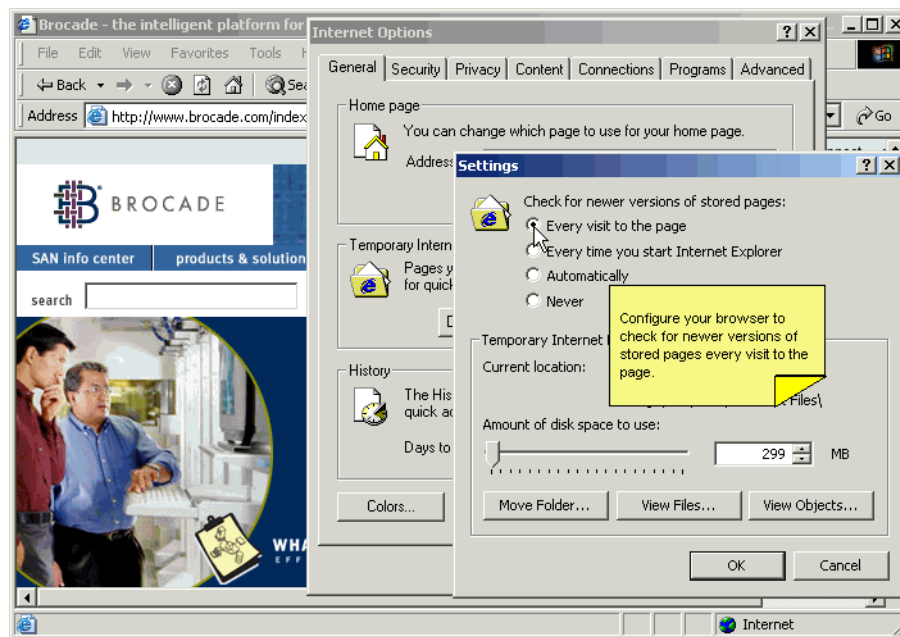 Brocade - the intelligent platform for
File Edit View Favorites Tools
Back
Address http://www.brocade.com/index
Go
BROCADE
SAN info center products & solution
search
WHA
EFF
Internet Options
General Security Privacy Content Connections Programs Advanced
Home page
You can change which page to use for your home page.
Address
Temporary Intern
Pages y
for quick
History
The His
quick ac
Days to
Colors...
Settings
Check for newer versions of stored pages:
Every visit to the page
Every time you start Internet Explorer
Automatically
Never
Configure your browser to
check for newer versions of
stored pages every visit to the
page.
Temporary Internet
Current location:
Files\
Amount of disk space to use:
299 MB
Move Folder... View Files... View Objects...
OK Cancel
Internet